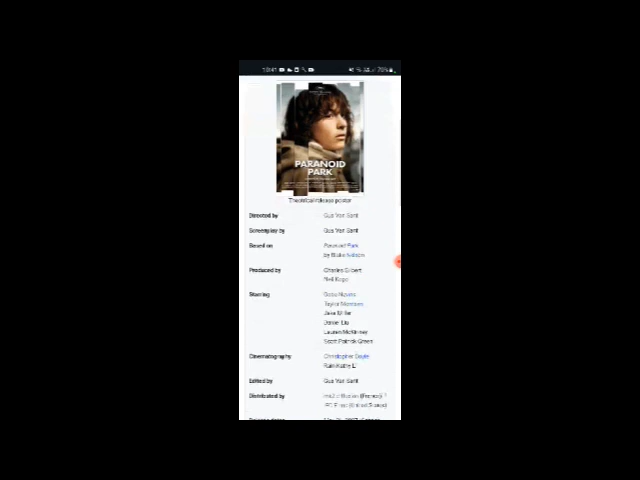 PARANOID
PARK
Theatrical release poster
Directed by Gus Van Sant
Screenplay by Gus Van Sant
Based on Paranoid Park
by Blake Nelson
Produced by
Neil Kopp
Starring Gabe Nevins
Taylor Momsen
Jake Miller
Daniel Liu
Lauren McKinney
Scott Patrick Green
Cinematography Christopher Doyle
Rain Kathy Li
Edited by Gus Van Sant
Distributed by